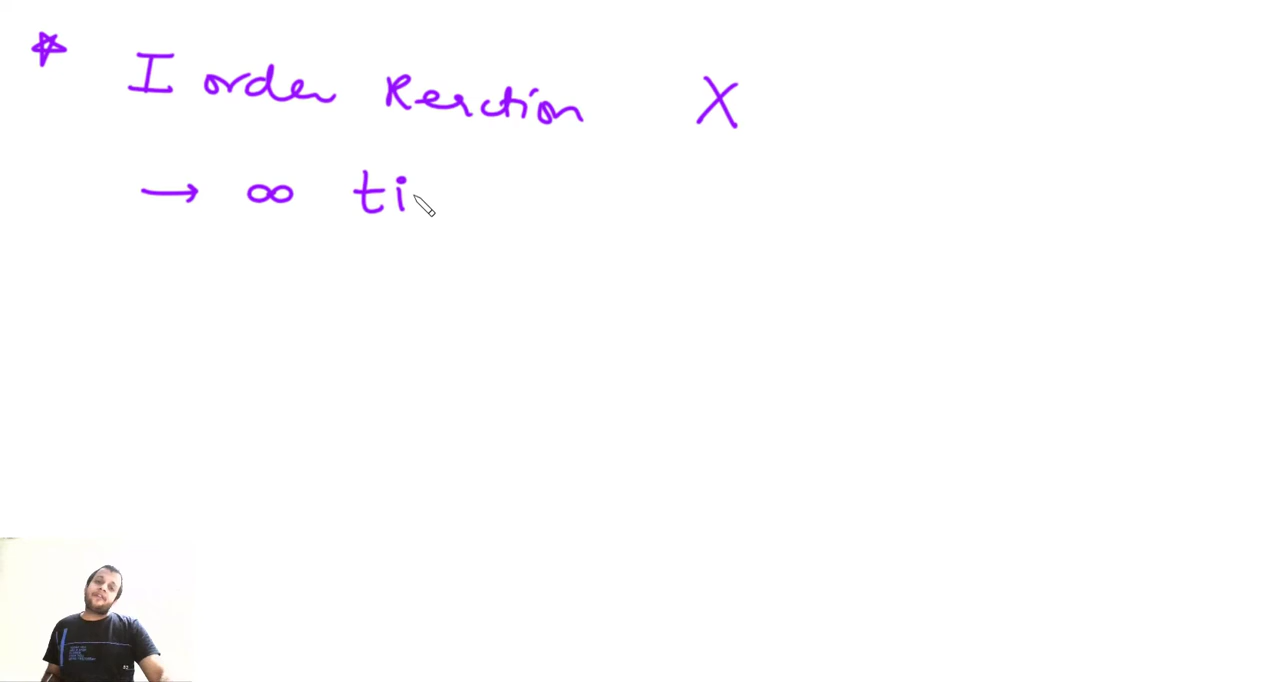 I order Reaction X
→ ∞ ti